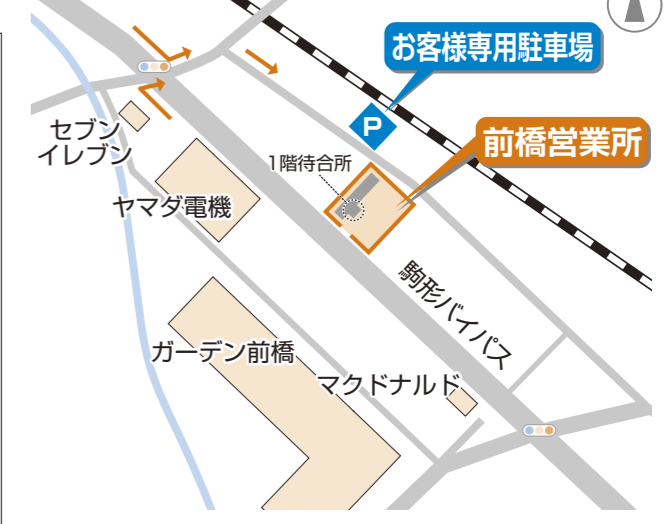 お客様専用駐車場
P
前橋営業所
セブン
イレブン
1階待合所
ヤマダ電機
駒形バイパス
ガーデン前橋
マクドナルド